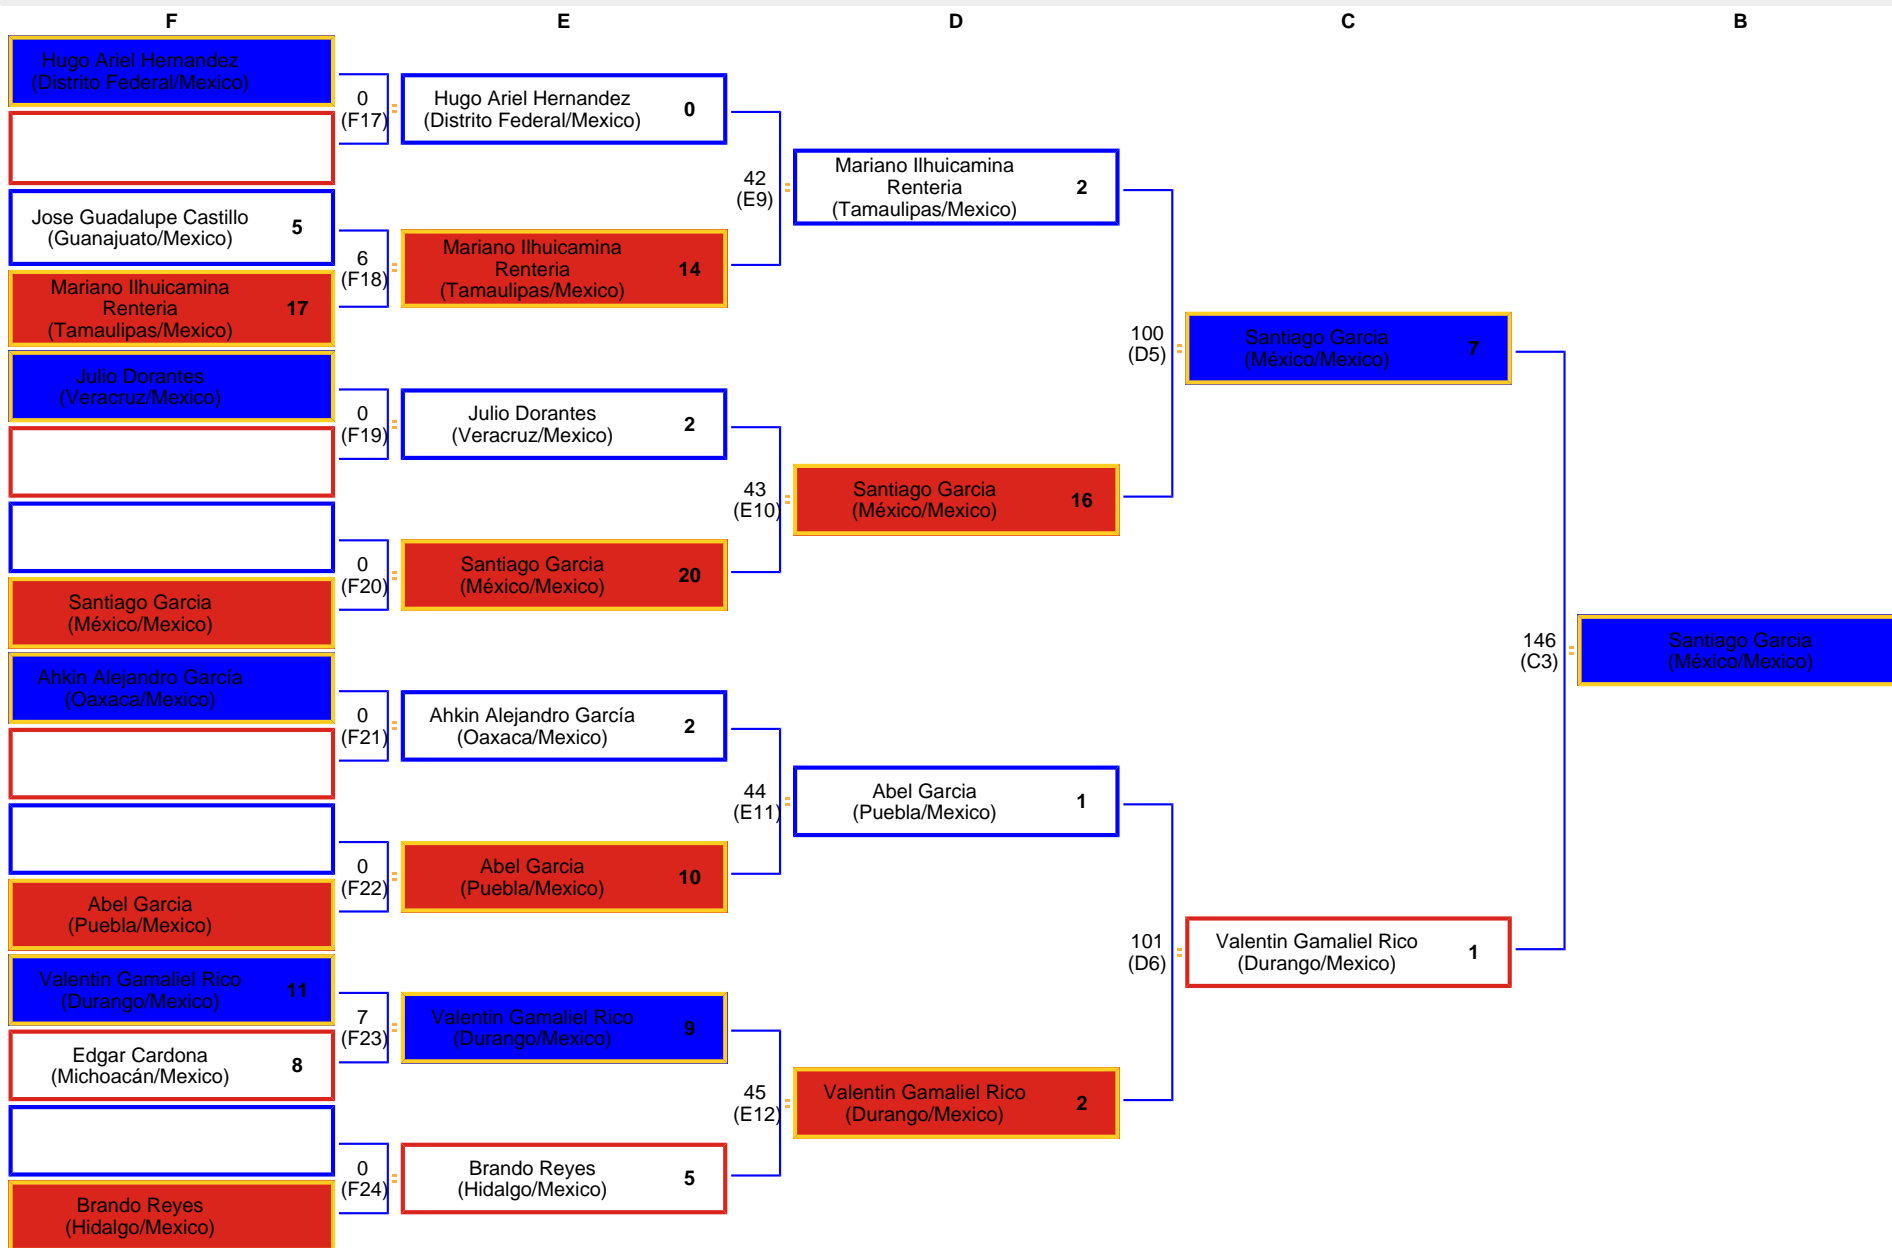 F
E
D
C
B
Hugo Ariel Hernandez
(Distrito Federal/Mexico)
0
(F17)
Jose Guadalupe Castillo
(Guanajuato/Mexico)
5
6
(F18)
Mariano Ilhuicamina
Renteria
(Tamaulipas/Mexico)
17
Julio Dorantes
(Veracruz/Mexico)
0
(F19)
0
(F20)
Santiago Garcia
(México/Mexico)
Ahkin Alejandro García
(Oaxaca/Mexico)
0
(F21)
0
(F22)
Abel Garcia
(Puebla/Mexico)
Valentin Gamaliel Rico
(Durango/Mexico)
11
7
(F23)
Edgar Cardona
(Michoacán/Mexico)
8
0
(F24)
Brando Reyes
(Hidalgo/Mexico)
Hugo Ariel Hernandez
(Distrito Federal/Mexico)
0
42
(E9)
Mariano Ilhuicamina
Renteria
(Tamaulipas/Mexico)
14
Julio Dorantes
(Veracruz/Mexico)
2
43
(E10)
Santiago Garcia
(México/Mexico)
20
Ahkin Alejandro García
(Oaxaca/Mexico)
2
44
(E11)
Abel Garcia
(Puebla/Mexico)
10
Valentin Gamaliel Rico
(Durango/Mexico)
9
45
(E12)
Brando Reyes
(Hidalgo/Mexico)
5
Mariano Ilhuicamina
Renteria
(Tamaulipas/Mexico)
2
100
(D5)
Santiago Garcia
(México/Mexico)
16
Abel Garcia
(Puebla/Mexico)
1
101
(D6)
Valentin Gamaliel Rico
(Durango/Mexico)
2
Santiago Garcia
(México/Mexico)
7
146
(C3)
Valentin Gamaliel Rico
(Durango/Mexico)
1
Santiago Garcia
(México/Mexico)